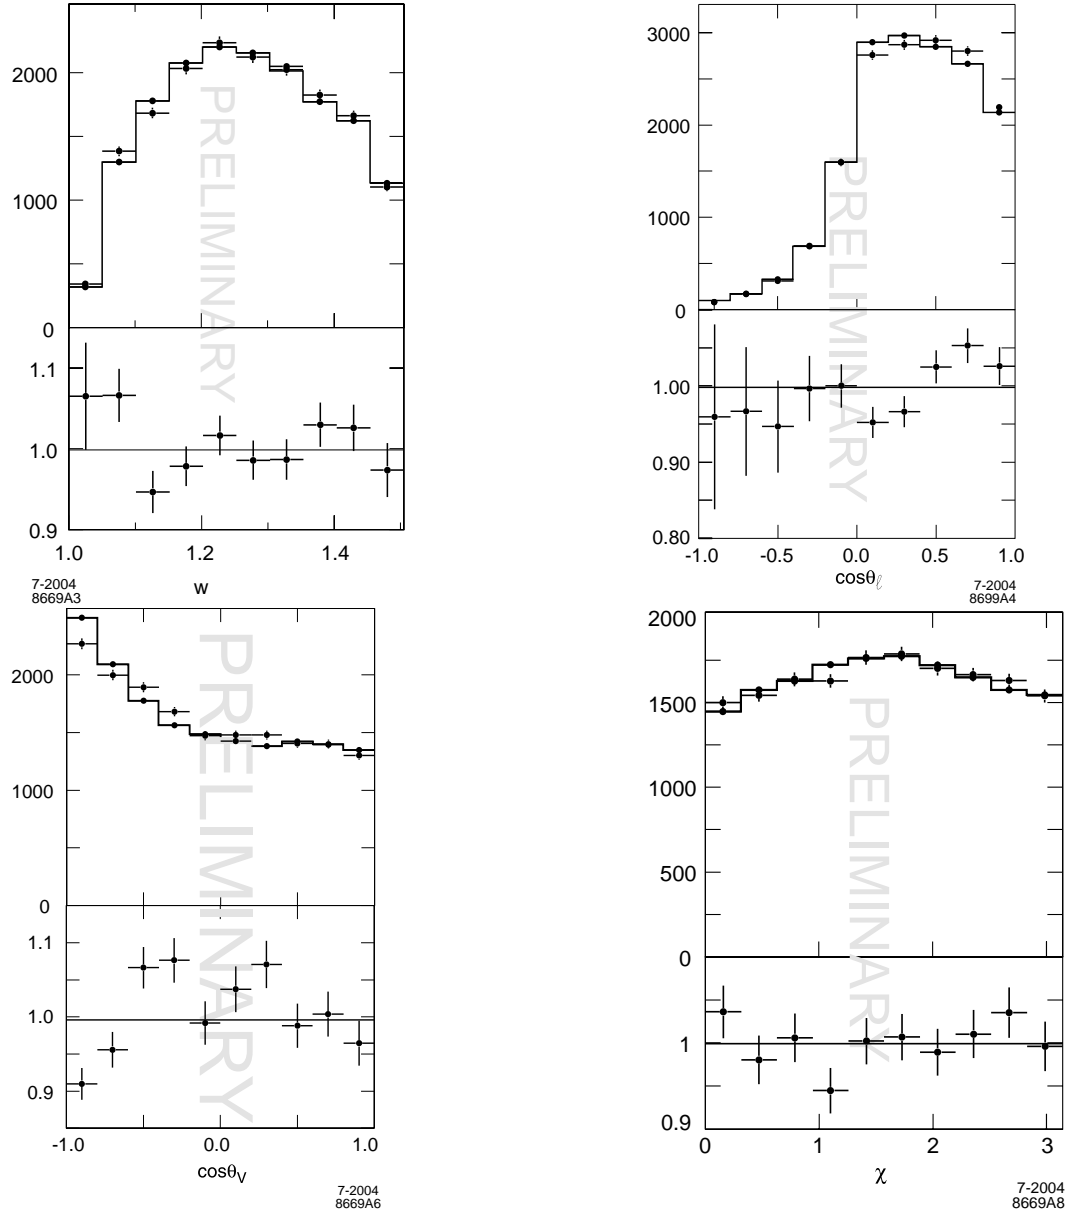 2000
1000
0
1.1
1.0
0.9
1.0 1.2 1.4
w
7-2004
8669A3
PRELIMINARY
3000
2000
1000
0
1.00
0.90
0.80
-1.0 -0.5 0.0 0.5 1.0
cosθℓ
7-2004
8699A4
PRELIMINARY
2000
1000
0
1.1
1.0
0.9
-1.0 0.0 1.0
cosθV
7-2004
8669A6
PRELIMINARY
2000
1500
1000
500
0
1
0.9
0 1 2 3
χ
7-2004
8669A8
PRELIMINARY